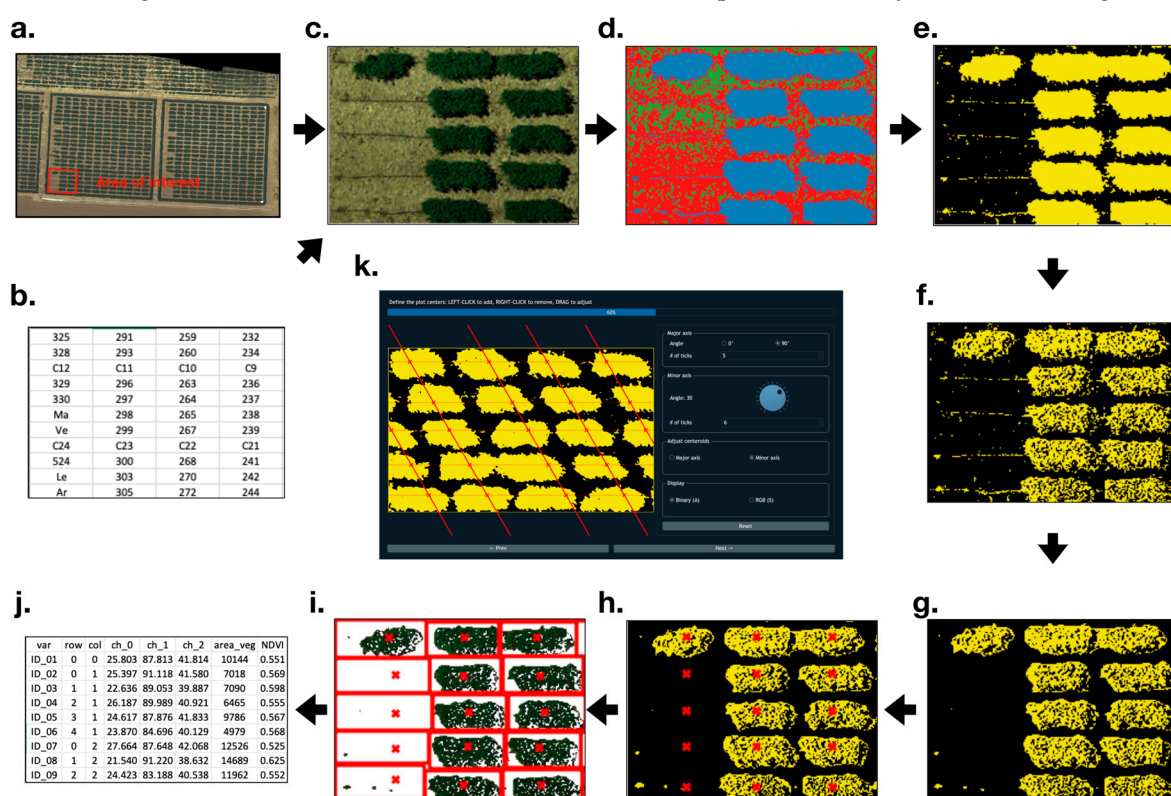 a.
c.
d.
e.
Area of interest
k.
b.
f.
Define the plot centers: LEFT-CLICK to add, RIGHT-CLICK to remove, DRAG to adjust
60%
Major axis
Angle 0° 90°
# of ticks 5
Minor axis
Angle: 30
# of ticks 6
Adjust centeroids
Major axis Minor axis
Display
Binary (A) RGB (S)
Reset
← Prev Next →
325 291 259 232
328 293 260 234
C12 C11 C10 C9
329 296 263 236
330 297 264 237
Ma 298 265 238
Ve 299 267 239
C24 C23 C22 C21
524 300 268 241
Le 303 270 242
Ar 305 272 244
j.
i.
h.
g.
var row col ch_0 ch_1 ch_2 area_veg NDVI
ID_01 0 0 25.803 87.813 41.814 10144 0.551
ID_02 0 1 25.397 91.118 41.580 7018 0.569
ID_03 1 1 22.636 89.053 39.887 7090 0.598
ID_04 2 1 26.187 89.989 40.921 6465 0.555
ID_05 3 1 24.617 87.876 41.833 9786 0.567
ID_06 4 1 23.870 84.696 40.129 4979 0.568
ID_07 0 2 27.664 87.648 42.068 12526 0.525
ID_08 1 2 21.540 91.220 38.632 14689 0.625
ID_09 2 2 24.423 83.188 40.538 11962 0.552